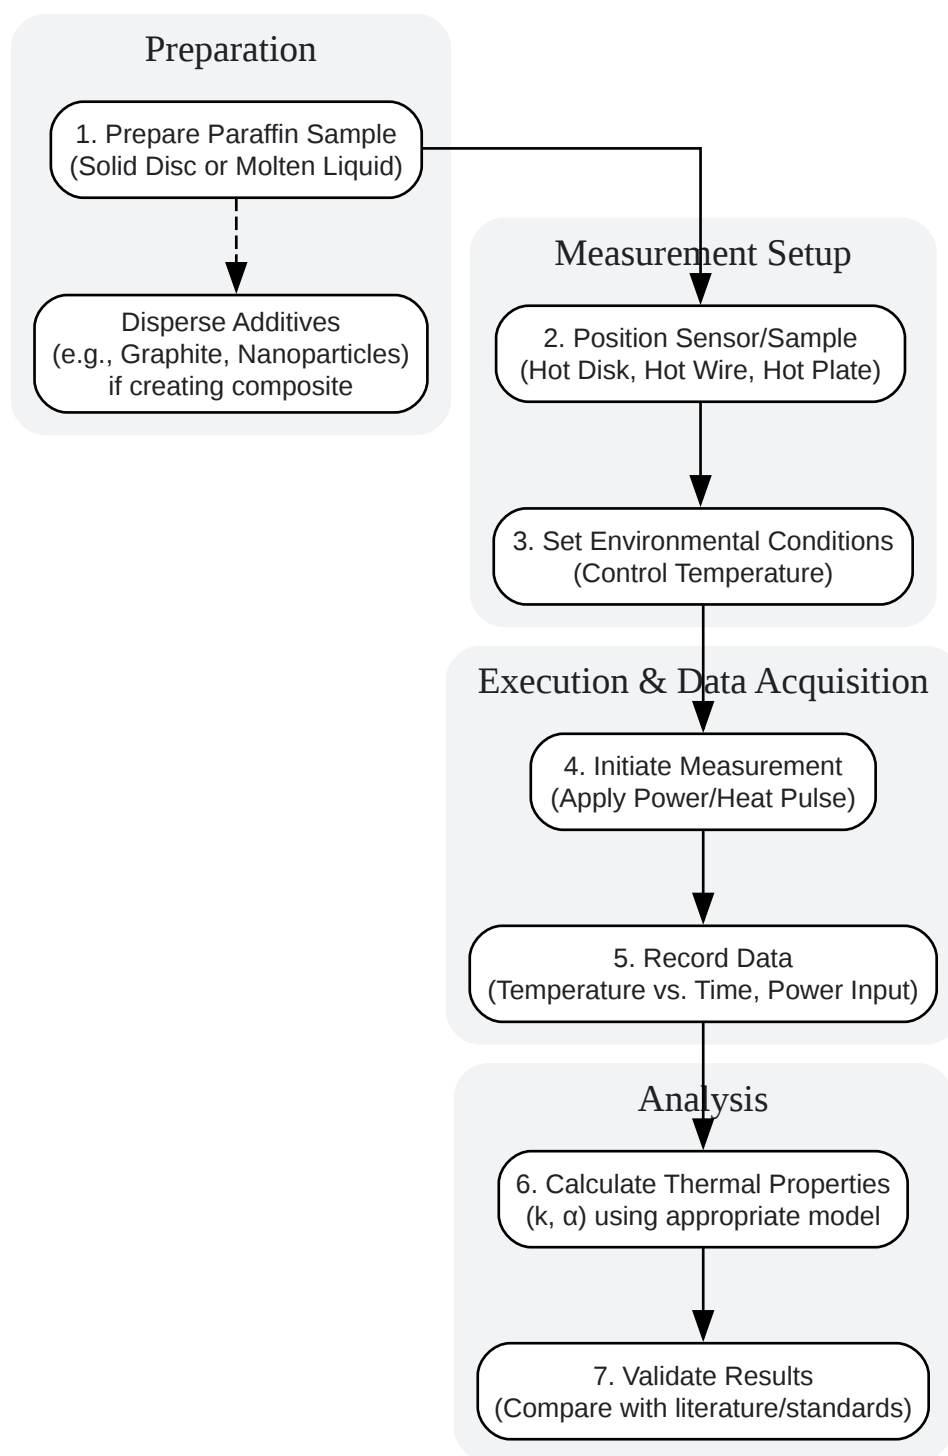 Preparation
1. Prepare Paraffin Sample
(Solid Disc or Molten Liquid)
Disperse Additives
(e.g., Graphite, Nanoparticles)
if creating composite
Measurement Setup
2. Position Sensor/Sample
(Hot Disk, Hot Wire, Hot Plate)
3. Set Environmental Conditions
(Control Temperature)
Execution & Data Acquisition
4. Initiate Measurement
(Apply Power/Heat Pulse)
5. Record Data
(Temperature vs. Time, Power Input)
Analysis
6. Calculate Thermal Properties
(k, α) using appropriate model
7. Validate Results
(Compare with literature/standards)